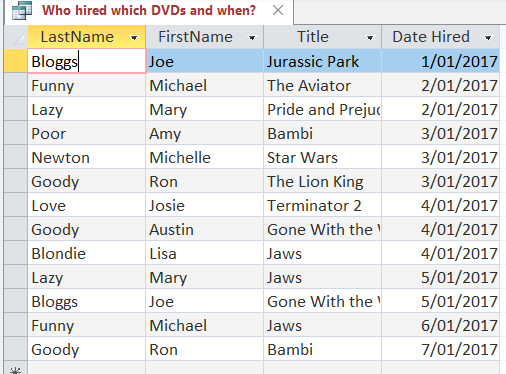 Who hired which DVDs and when?
LastName FirstName Title Date Hired
Bloggs Joe Jurassic Park 1/01/2017
Funny Michael The Aviator 2/01/2017
Lazy Mary Pride and Prejud 2/01/2017
Poor Amy Bambi 3/01/2017
Newton Michelle Star Wars 3/01/2017
Goody Ron The Lion King 3/01/2017
Love Josie Terminator 2 4/01/2017
Goody Austin Gone With the 4/01/2017
Blondie Lisa Jaws 4/01/2017
Lazy Mary Jaws 5/01/2017
Bloggs Joe Gone With the 5/01/2017
Funny Michael Jaws 6/01/2017
Goody Ron Bambi 7/01/2017